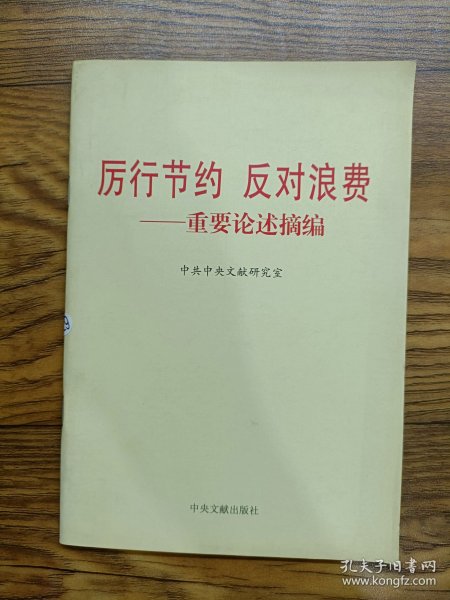 厉行节约 反对浪费
——重要论述摘编
中共中央文献研究室
中央文献出版社
孔夫子旧书网
www.kongfz.com